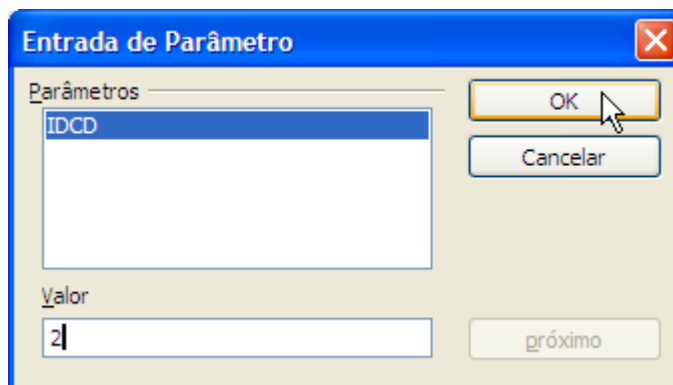 Entrada de Parâmetro
Parâmetros
OK
IDCD
Cancelar
Valor
2
próximo